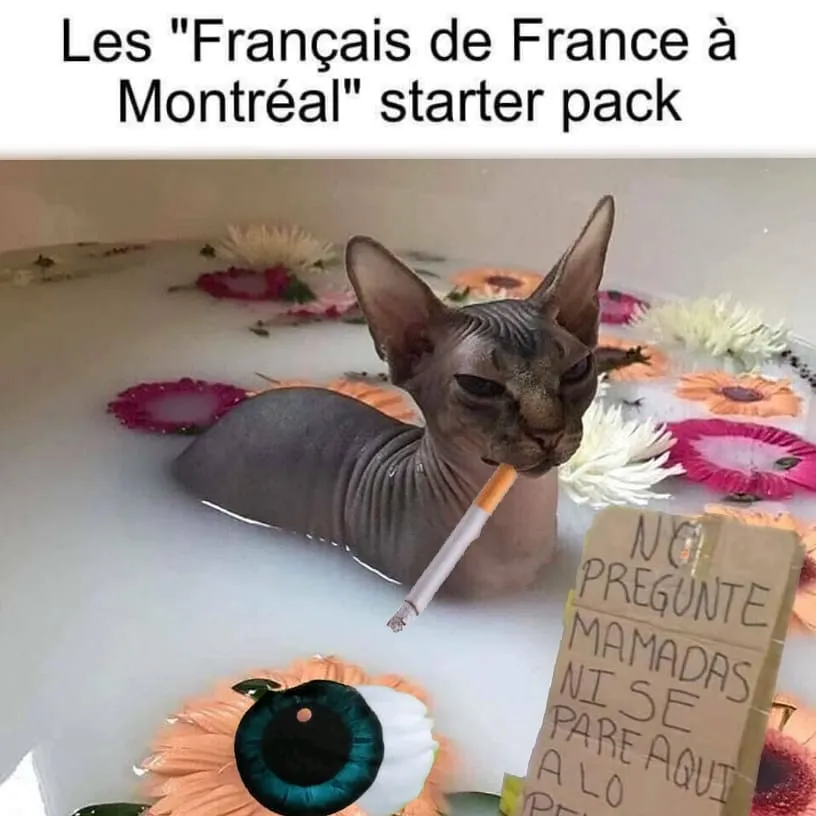 Les "Français de France à
Montréal" starter pack
NO
PREGUNTE
MAMADAS
NI SE
PARE AQUI
A LO